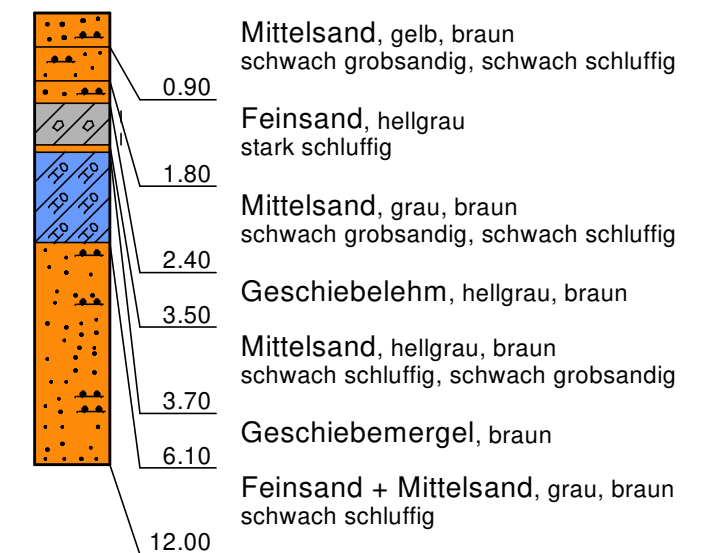 Mittelsand, gelb, braun
schwach grobsandig, schwach schluffig
0.90
Feinsand, hellgrau
stark schluffig
1.80
Mittelsand, grau, braun
schwach grobsandig, schwach schluffig
2.40
Geschiebelehm, hellgrau, braun
3.50
Mittelsand, hellgrau, braun
schwach schluffig, schwach grobsandig
3.70
Geschiebemergel, braun
6.10
Feinsand + Mittelsand, grau, braun
schwach schluffig
12.00